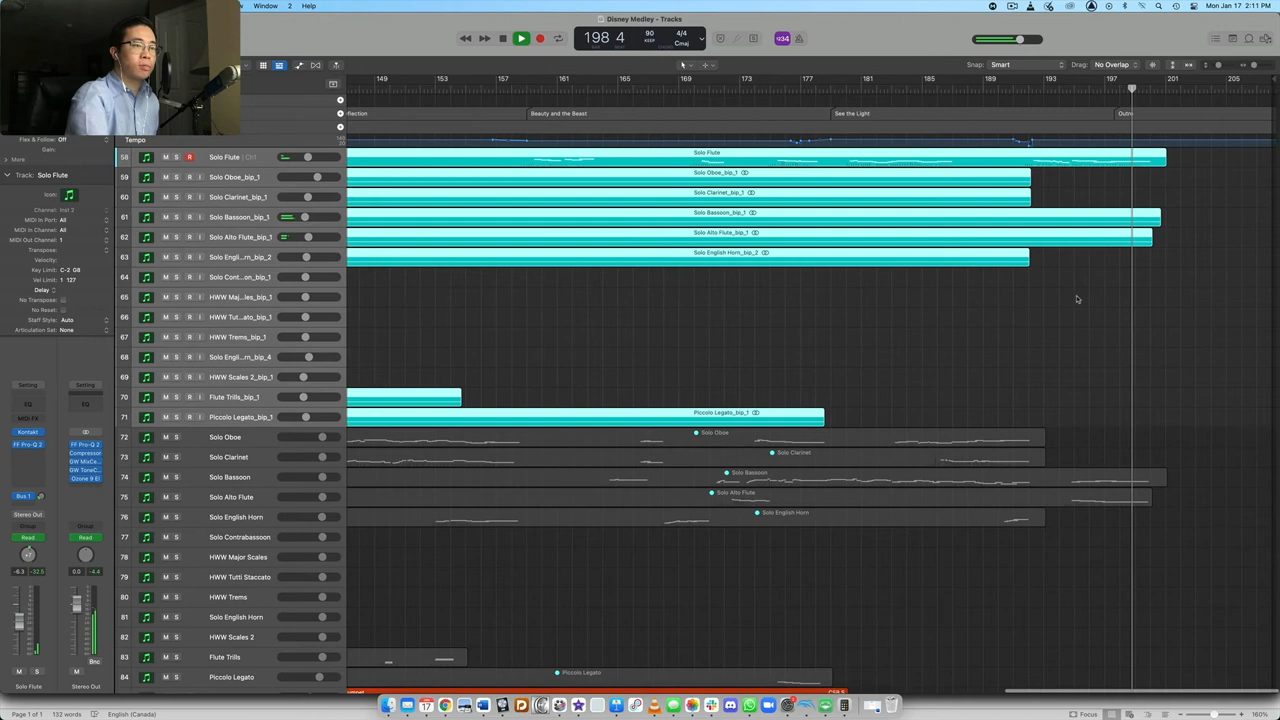 Window 2 Help
Mon Jan 17 2:11 PM
Disney Medley - Tracks
198 4
BAR
90
KEEP
4/4
Cmaj
1234
Snap: Smart
Drag: No Overlap
149 153 157 161 165 169 173 177 181 185 189 193 197 201 205
flection
Beauty and the Beast
See the Light
Outro
Flex & Follow: Off
Gain:
More
Track: Solo Flute
Icon:
Channel: Inst 2
MIDI In Port: All
MIDI In Channel: All
MIDI Out Channel: 1
Transpose:
Velocity:
Key Limit: C-2 G8
Vel Limit: 1 127
Delay
No Transpose:
No Reset:
Staff Style: Auto
Articulation Set: None
Tempo
58 M S R Solo Flute
Solo Flute
59 M S R I Solo Oboe_bip_1
Solo Oboe_bip_1
60 M S R I Solo Clarinet_bip_1
Solo Clarinet_bip_1
61 M S R I Solo Bassoon_bip_1
Solo Bassoon_bip_1
62 M S R I Solo Alto Flute_bip_1
Solo Alto Flute_bip_1
63 M S R I Solo Engli...rn_bip_2
Solo English Horn_bip_2
64 M S R I Solo Cont...on_bip_1
65 M S R I HWW Maj...les_bip_1
66 M S R I HWW Tut...ato_bip_1
67 M S R I HWW Trems_bip_1
68 M S R I Solo Engli...rn_bip_4
69 M S R I HWW Scales 2_bip_1
70 M S R I Flute Trills_bip_1
71 M S R I Piccolo Legato_bip_1
Piccolo Legato_bip_1
72 M S Solo Oboe
Solo Oboe
73 M S Solo Clarinet
Solo Clarinet
74 M S Solo Bassoon
Solo Bassoon
75 M S Solo Alto Flute
Solo Alto Flute
76 M S Solo English Horn
Solo English Horn
77 M S Solo Contrabassoon
78 M S HWW Major Scales
79 M S HWW Tutti Staccato
80 M S HWW Trems
81 M S Solo English Horn
82 M S HWW Scales 2
83 M S Flute Trills
84 M S Piccolo Legato
Piccolo Legato
Setting Setting
EQ EQ
MIDI FX
Kontakt
FF Pro-Q 2 FF Pro-Q 2
Compressor
GW MixCe...
GW ToneC...
Ozone 9 El
Bus 1
Stereo Out
Group Group
Read Read
+7
-6.3 -32.5 0.0 -4.4
Bnc
M S M
Solo Flute Stereo Out
Page 1 of 1 132 words English (Canada)
Focus
160%